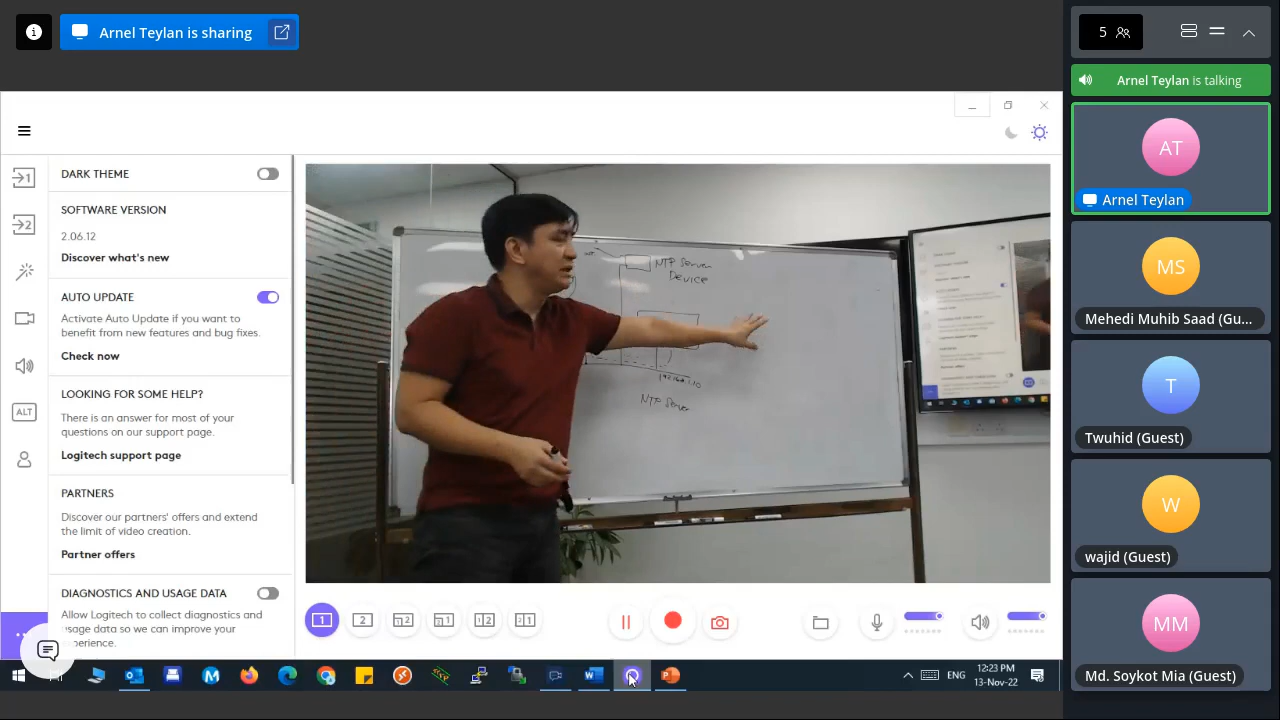 Arnel Teylan is sharing
5
Arnel Teylan is talking
AT
Arnel Teylan
MS
Mehedi Muhib Saad (Gu...
T
Twuhid (Guest)
W
wajid (Guest)
MM
Md. Soykot Mia (Guest)
DARK THEME
SOFTWARE VERSION
2.06.12
Discover what's new
AUTO UPDATE
Activate Auto Update if you want to
benefit from new features and bug fixes.
Check now
LOOKING FOR SOME HELP?
There is an answer for most of your
questions on our support page.
Logitech support page
PARTNERS
Discover our partners' offers and extend
the limit of video creation.
Partner offers
DIAGNOSTICS AND USAGE DATA
Allow Logitech to collect diagnostics and
usage data so we can improve your
experience.
ALT
NTP Server
Device
NTP Server
1
2
ENG
12:23 PM
13-Nov-22